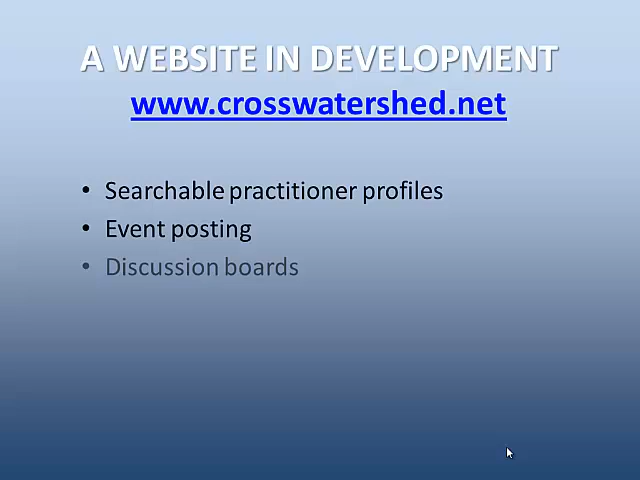 A WEBSITE IN DEVELOPMENT
www.crosswatershed.net
• Searchable practitioner profiles
• Event posting
• Discussion boards